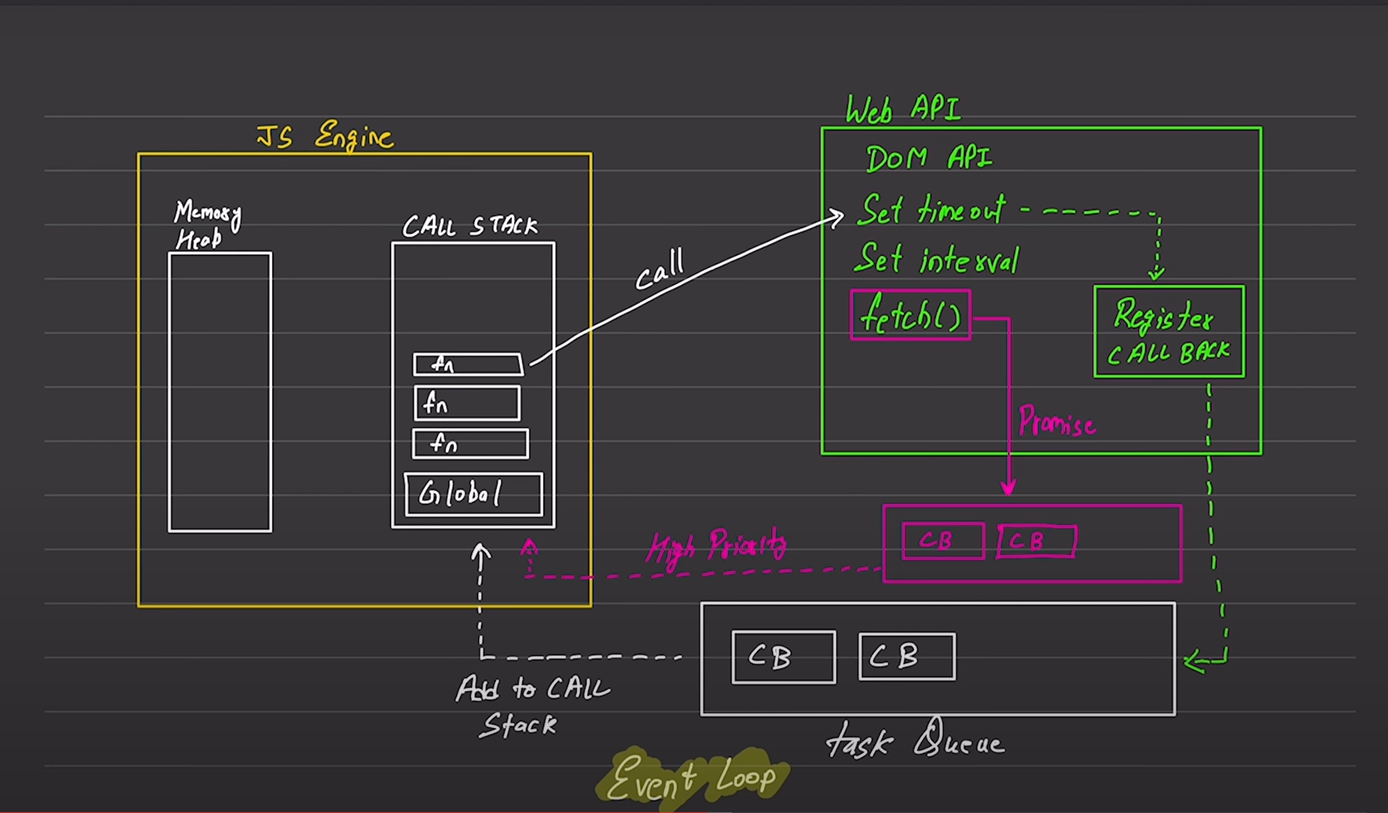 JS Engine
Memory
Heap
CALL STACK
fn
fn
fn
Global
call
Web API
DOM API
Set timeout
Set interval
fetch()
Register
CALL BACK
Promise
High Priority
CB
CB
CB
CB
Add to CALL
Stack
task Queue
Event Loop